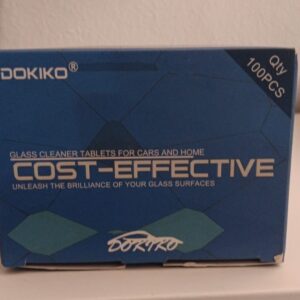 DOKIKO®
Qty
100PCS
GLASS CLEANER TABLETS FOR CARS AND HOME
COST-EFFECTIVE
UNLEASH THE BRILLIANCE OF YOUR GLASS SURFACES
DOKIKO